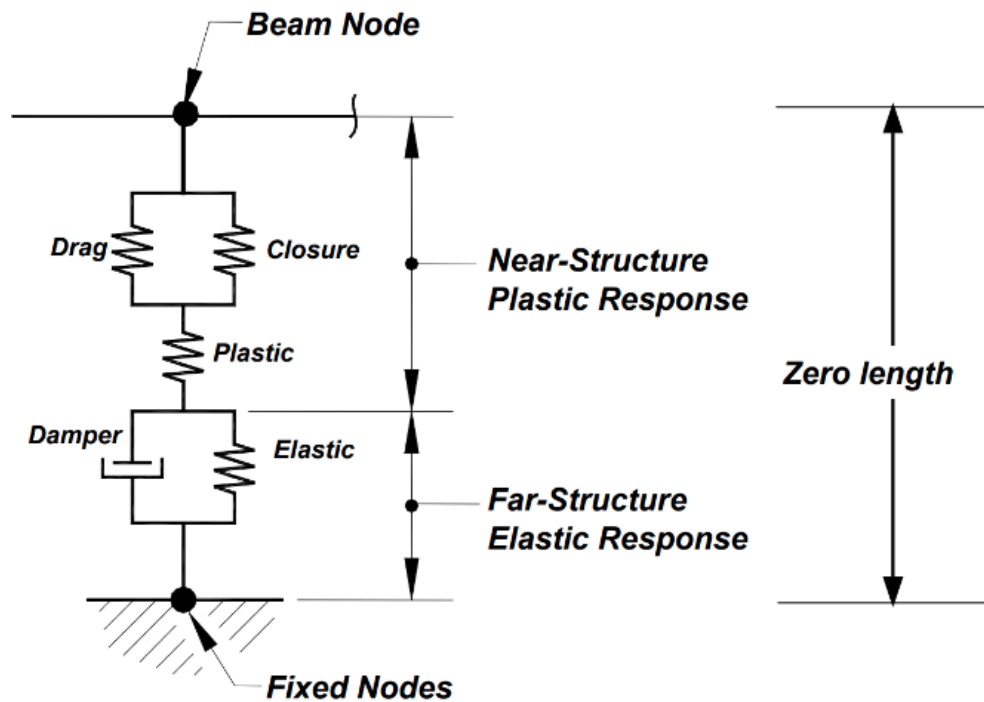 Beam Node
Drag
Closure
Near-Structure
Plastic Response
Plastic
Zero length
Damper
Elastic
Far-Structure
Elastic Response
Fixed Nodes